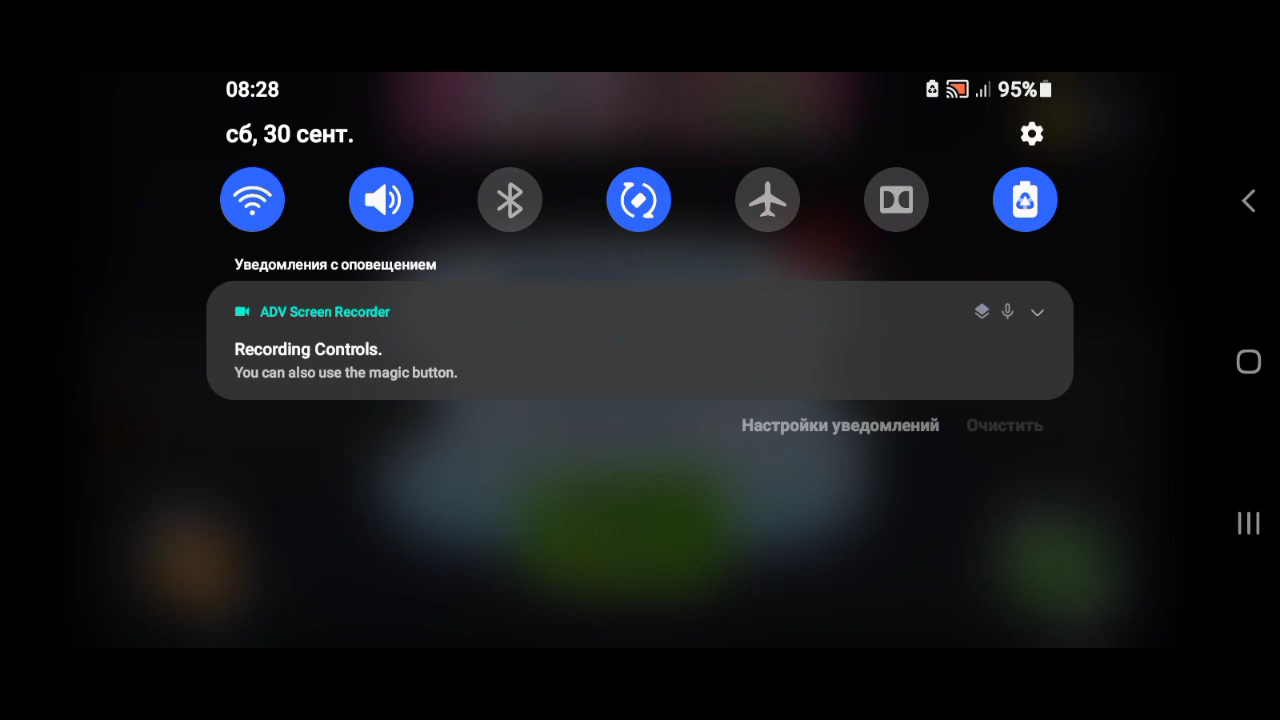 08:28
95%
сб, 30 сент.
Уведомления с оповещением
ADV Screen Recorder
Recording Controls.
You can also use the magic button.
Настройки уведомлений Очистить